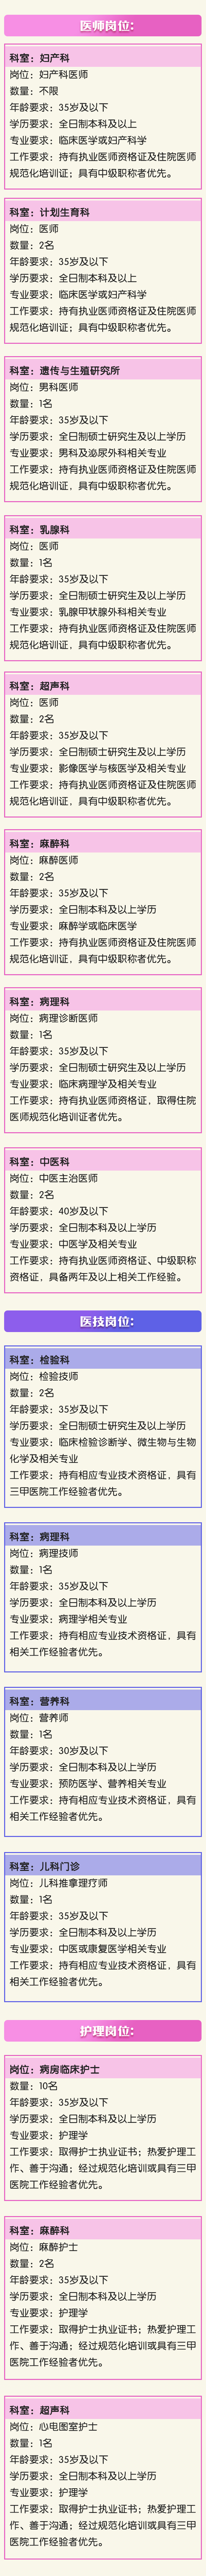 医师岗位:
科室：妇产科
岗位：妇产科医师
数量：不限
年龄要求：35岁及以下
学历要求：全日制本科及以上
专业要求：临床医学或妇产科学
工作要求：持有执业医师资格证及住院医师
规范化培训证；具有中级职称者优先。
科室：计划生育科
岗位：医师
数量：2名
年龄要求：35岁及以下
学历要求：全日制本科及以上
专业要求：临床医学或妇产科学
工作要求：持有执业医师资格证及住院医师
规范化培训证；具有中级职称优先。
科室：遗传与生殖研究所
岗位：男科医师
数量：1名
年龄要求：35岁及以下
学历要求：全日制硕士研究生及以上学历
专业要求：男科及泌尿外科相关专业
工作要求：持有执业医师资格证及住院医师
规范化培训证，具有中级职称者优先。
科室：乳腺科
岗位：医师
数量：1名
年龄要求：35岁及以下
学历要求：全日制硕士研究生及以上学历
专业要求：乳腺甲状腺外科相关专业
工作要求：持有执业医师资格证及住院医师
规范化培训证，具有中级职称者优先。
科室：超声科
岗位：医师
数量：2名
年龄要求：35岁及以下
学历要求：全日制硕士研究生及以上学历
专业要求：影像医学与核医学及相关专业
工作要求：持有执业医师资格证及住院医师
规范化培训证，具有中级职称者优先。
科室：麻醉科
岗位：麻醉医师
数量：2名
年龄要求：35岁及以下
学历要求：全日制本科及以上学历
专业要求：麻醉学或临床医学
工作要求：持有执业医师资格证及住院医师
规范化培训证，具有中级职称者优先。
科室：病理科
岗位：病理诊断医师
数量：1名
年龄要求：35岁及以下
学历要求：全日制硕士研究生及以上学历
专业要求：临床病理学及相关专业
工作要求：持有执业医师资格证，取得住院
医师规范化培训证者优先。
科室：中医科
岗位：中医主治医师
数量：2名
年龄要求：40岁及以下
学历要求：全日制本科及以上学历
专业要求：中医学及相关专业
工作要求：持有执业医师资格证、中级职称
资格证，具备两年及以上相关工作经验。
医技岗位:
科室：检验科
岗位：检验技师
数量：2名
年龄要求：35岁及以下
学历要求：全日制硕士研究生及以上学历
专业要求：临床检验诊断学、微生物与生物
化学及相关专业
工作要求：持有相应专业技术资格证，具有
三甲医院工作经验者优先。
科室：病理科
岗位：病理技师
数量：1名
年龄要求：35岁及以下
学历要求：全日制本科及以上学历
专业要求：病理学相关专业
工作要求：持有相应专业技术资格证，具有
相关工作经验者优先。
科室：营养科
岗位：营养师
数量：1名
年龄要求：30岁及以下
学历要求：全日制本科及以上学历
专业要求：预防医学、营养相关专业
工作要求：持有相应专业技术资格证，具有
相关工作经验者优先。
科室：儿科门诊
岗位：儿科推拿理疗师
数量：1名
年龄要求：35岁及以下
学历要求：全日制本科及以上学历
专业要求：中医或康复医学相关专业
工作要求：持有相应专业技术资格证，具有
相关工作经验者优先。
护理岗位:
岗位：病房临床护士
数量：10名
年龄要求：35岁及以下
学历要求：全日制本科及以上学历
专业要求：护理学
工作要求：取得护士执业证书；热爱护理工
作、善于沟通；经过规范化培训或具有三甲
医院工作经验者优先。
科室：麻醉科
岗位：麻醉护士
数量：2名
年龄要求：35岁及以下
学历要求：全日制本科及以上学历
专业要求：护理学
工作要求：取得护士执业证书；热爱护理工
作、善于沟通；经过规范化培训或具有三甲
医院工作经验者优先。
科室：超声科
岗位：心电图室护士
数量：1名
年龄要求：35岁及以下
学历要求：全日制本科及以上学历
专业要求：护理学
工作要求：取得护士执业证书；热爱护理工
作、善于沟通；经过规范化培训或具有三甲
医院工作经验者优先。